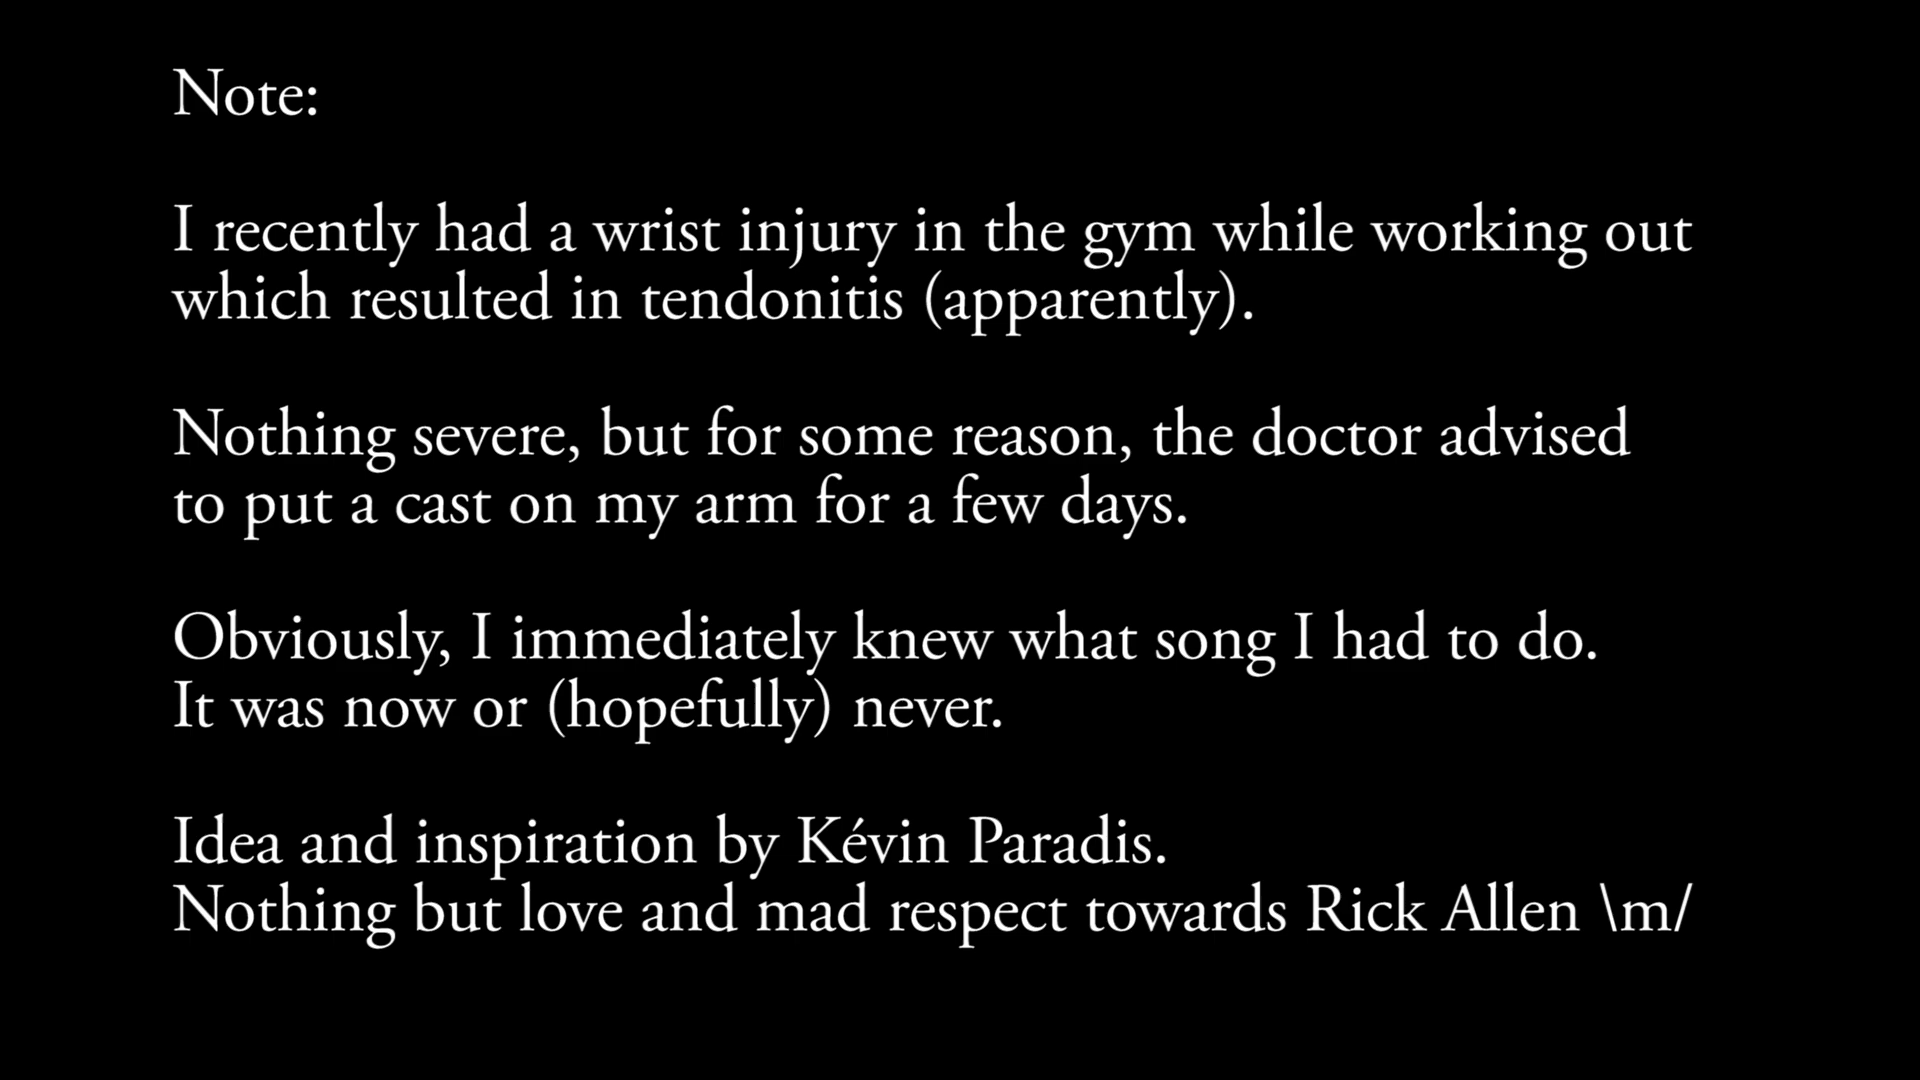 Note:
I recently had a wrist injury in the gym while working out
which resulted in tendonitis (apparently).
Nothing severe, but for some reason, the doctor advised
to put a cast on my arm for a few days.
Obviously, I immediately knew what song I had to do.
It was now or (hopefully) never.
Idea and inspiration by Kévin Paradis.
Nothing but love and mad respect towards Rick Allen \m/